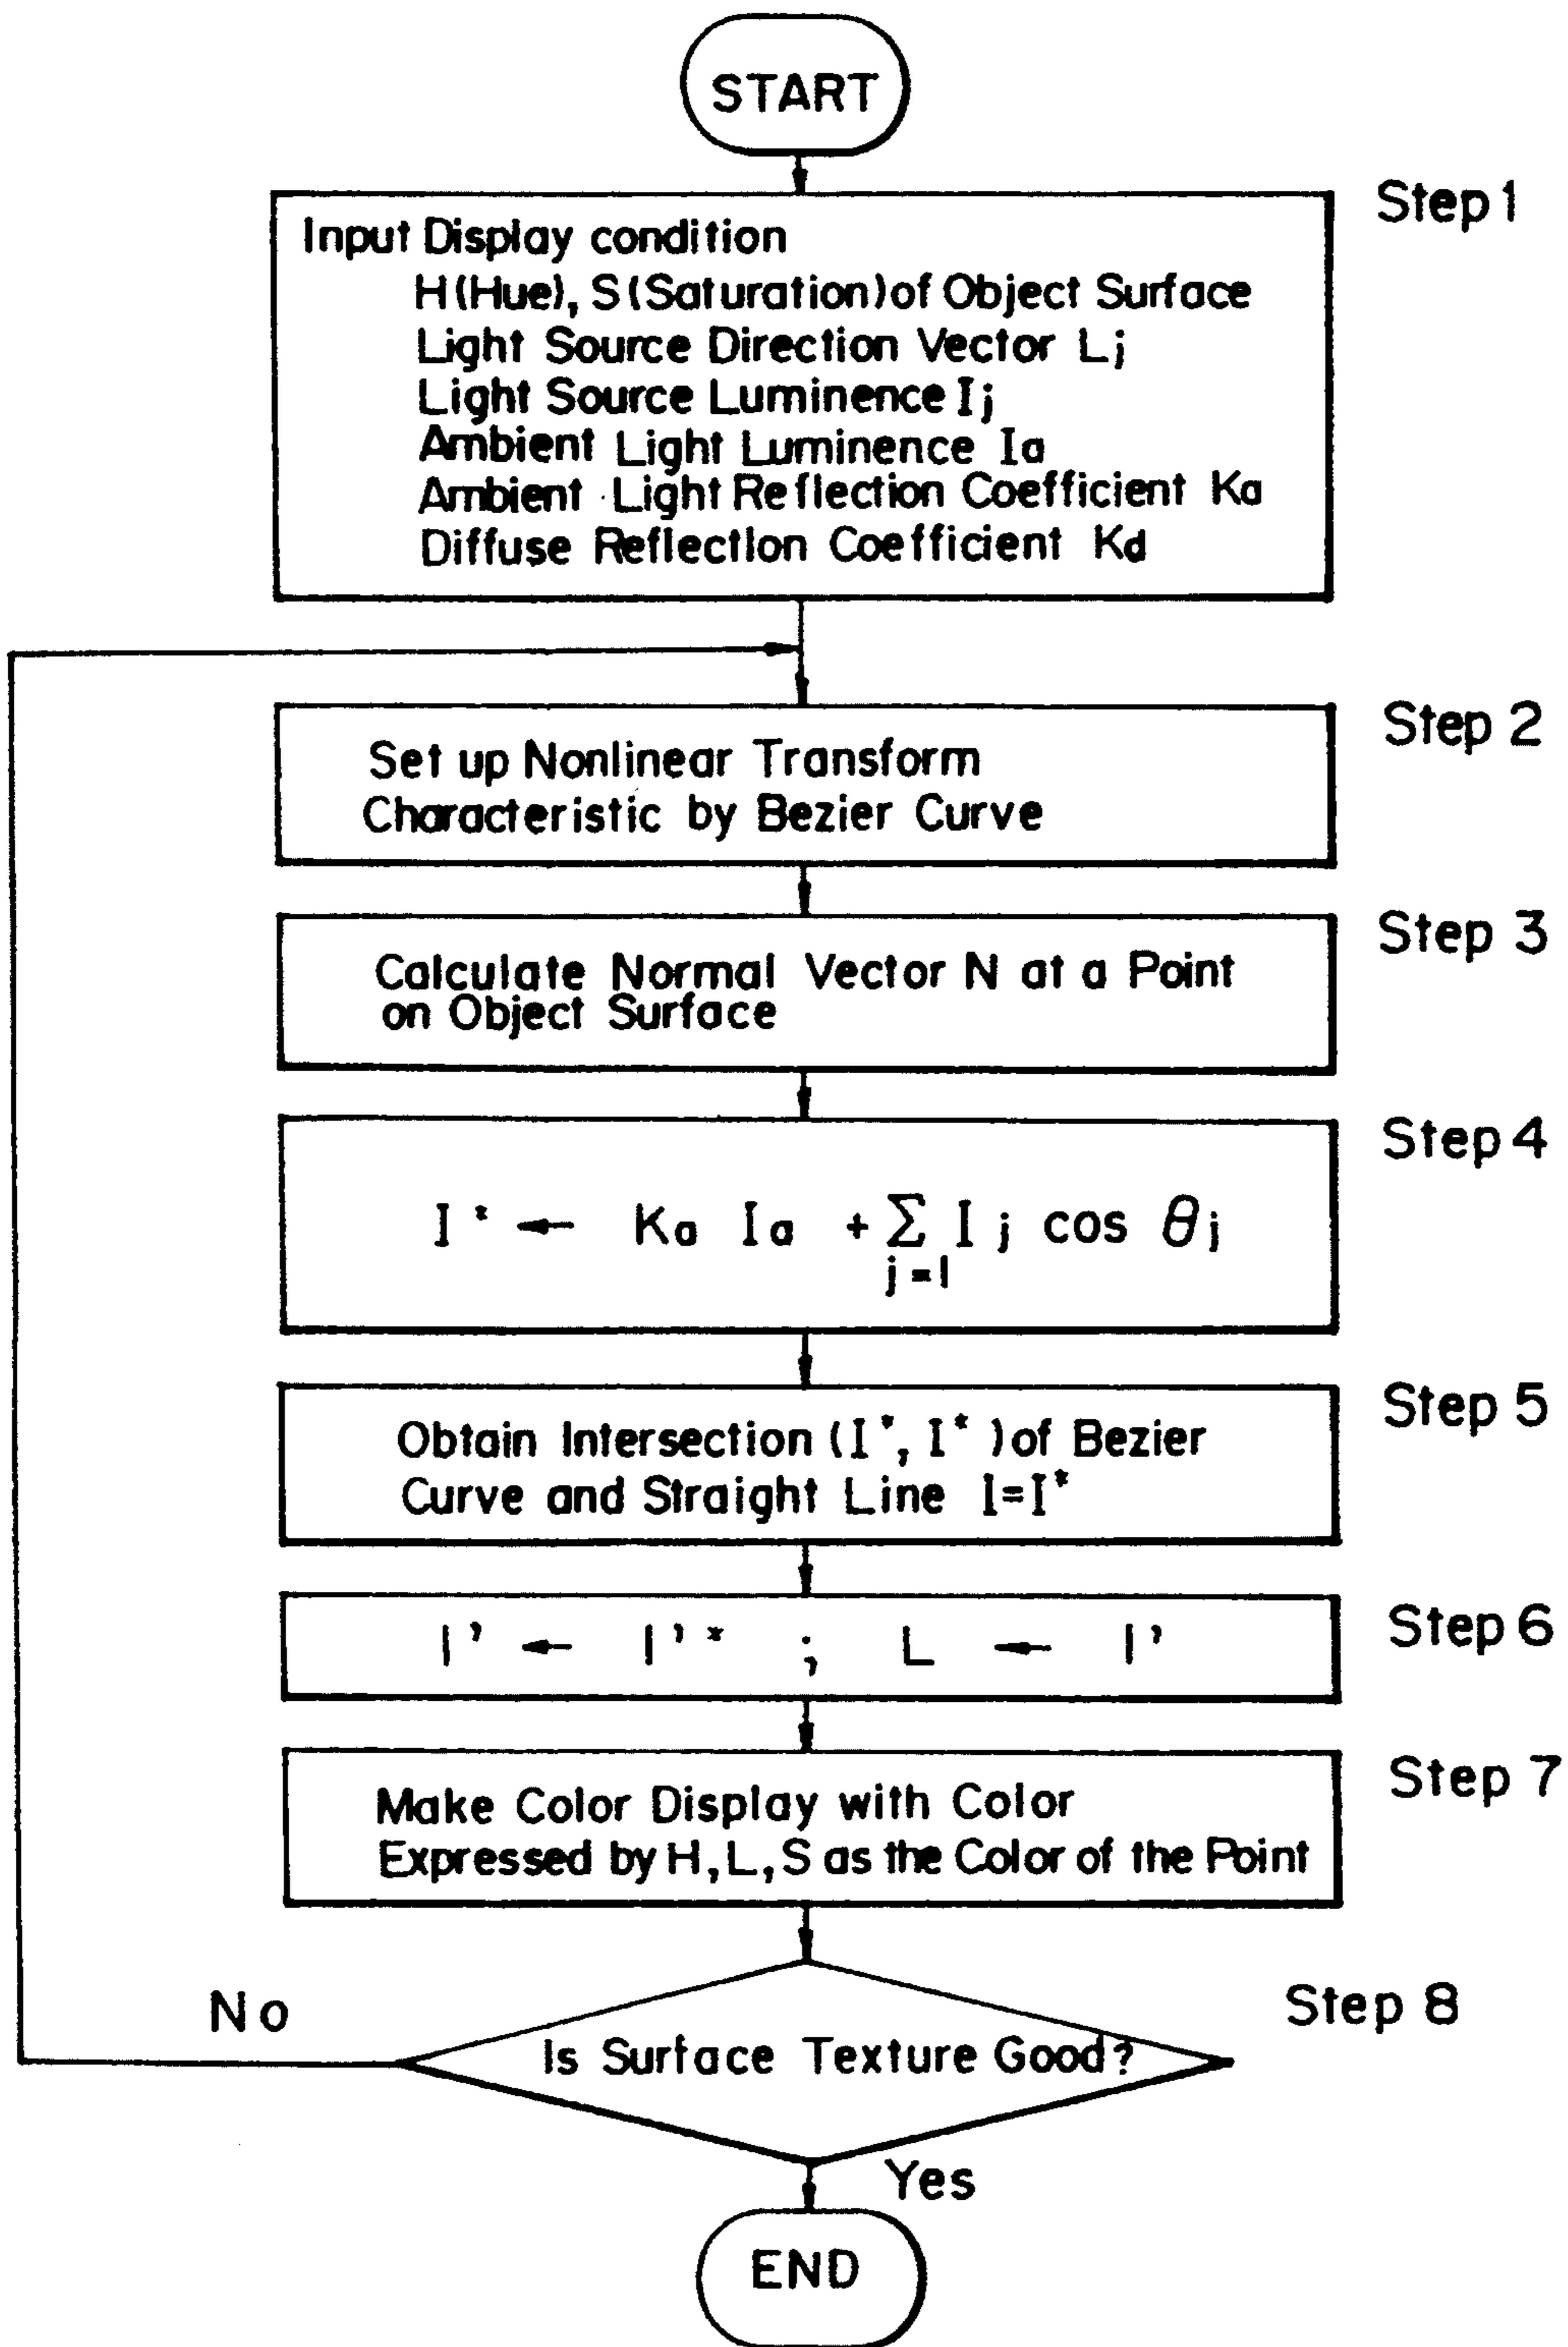 START
Step 1
Input Display condition
H (Hue), S (Saturation) of Object Surface
Light Source Direction Vector Lj
Light Source Luminence Ij
Ambient Light Luminence Ia
Ambient Light Reflection Coefficient Ka
Diffuse Reflection Coefficient Kd
Step 2
Set up Nonlinear Transform
Characteristic by Bezier Curve
Step 3
Calculate Normal Vector N at a Point
on Object Surface
Step 4
I* ← Ka Ia + ∑ Ij cos θj
j=1
Step 5
Obtain Intersection (I*, I*) of Bezier
Curve and Straight Line I=I*
Step 6
I' ← I'* ; L ← I'
Step 7
Make Color Display with Color
Expressed by H, L, S as the Color of the Point
Step 8
No
Is Surface Texture Good?
Yes
END